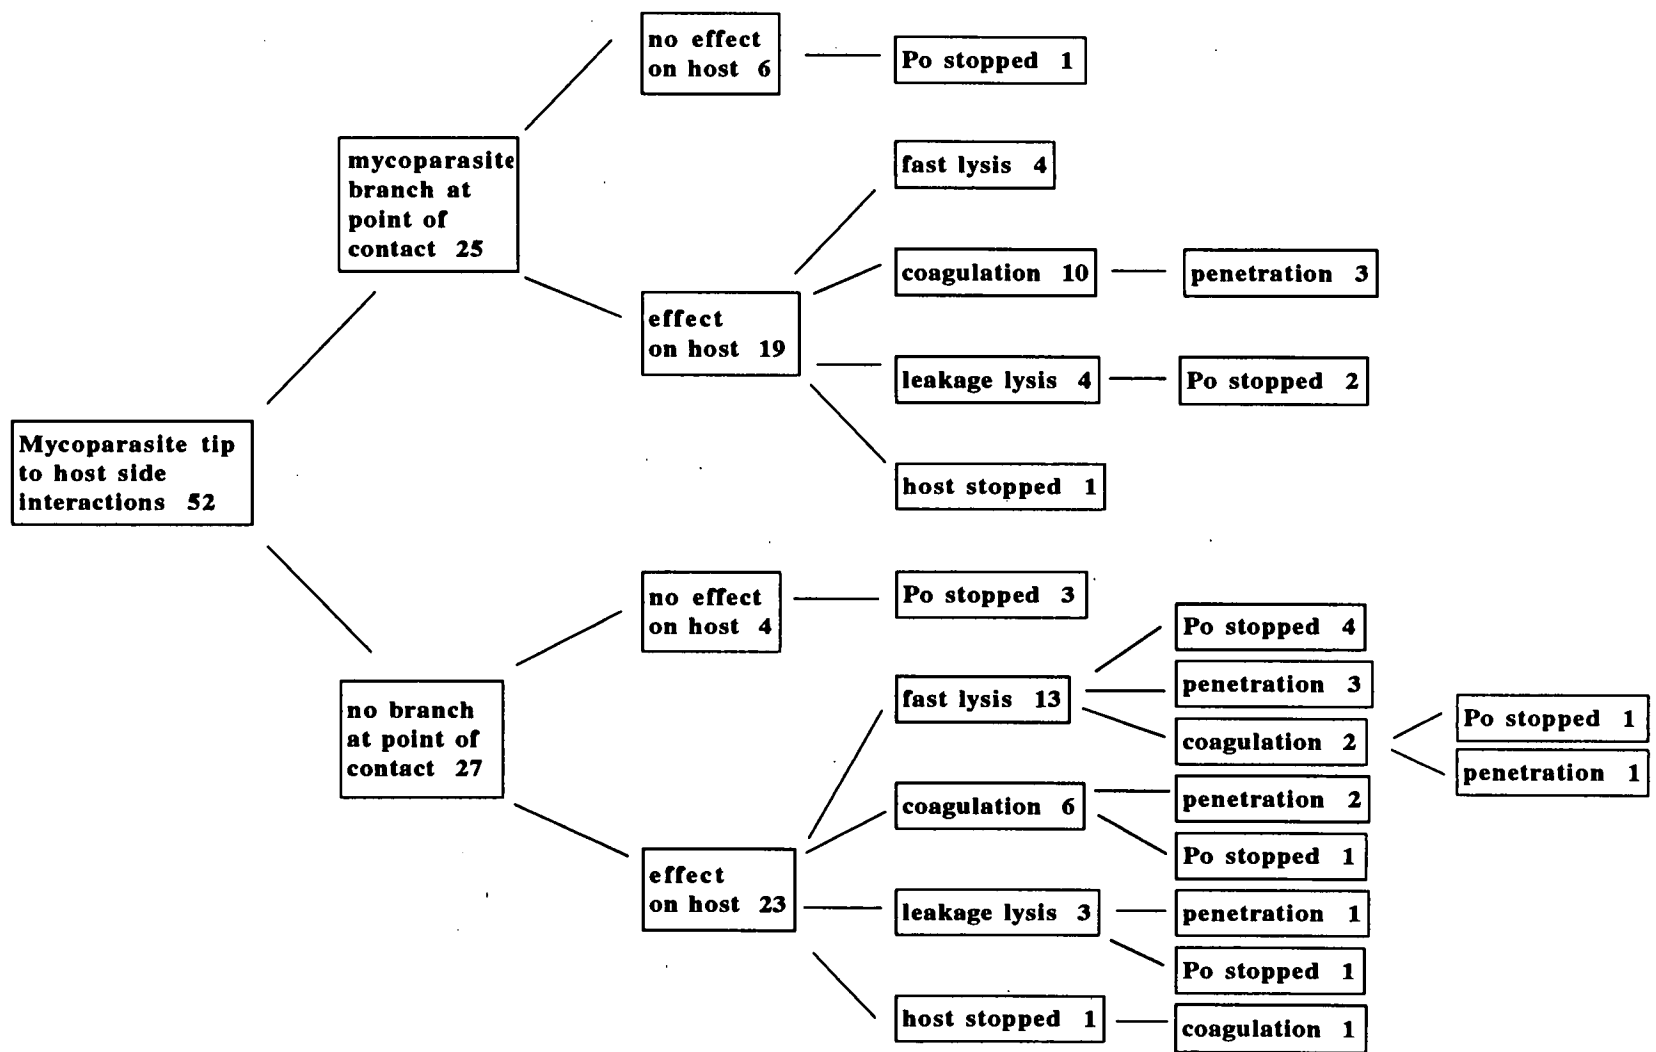 Mycoparasite tip
to host side
interactions 52
mycoparasite
branch at
point of
contact 25
no effect
on host 6
Po stopped 1
effect
on host 19
fast lysis 4
coagulation 10
penetration 3
leakage lysis 4
Po stopped 2
host stopped 1
no branch
at point of
contact 27
no effect
on host 4
Po stopped 3
effect
on host 23
fast lysis 13
Po stopped 4
penetration 3
coagulation 2
Po stopped 1
penetration 1
coagulation 6
penetration 2
Po stopped 1
leakage lysis 3
penetration 1
Po stopped 1
host stopped 1
coagulation 1